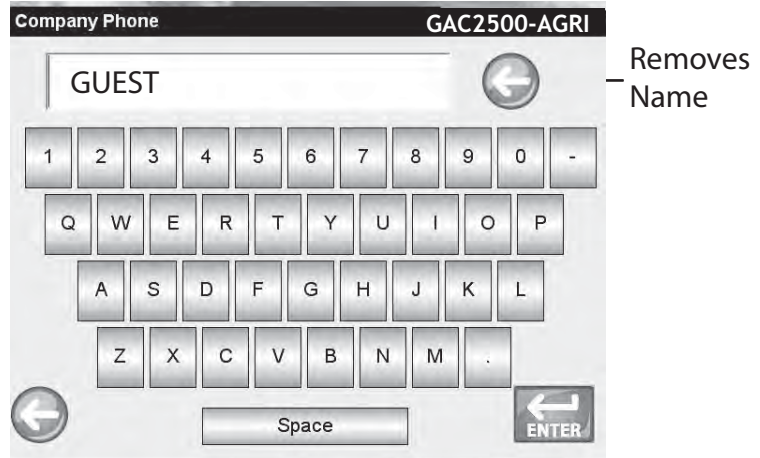 Company Phone GAC2500-AGRI
GUEST
Removes
Name
1 2 3 4 5 6 7 8 9 0 -
Q W E R T Y U I O P
A S D F G H J K L
Z X C V B N M .
Space
ENTER